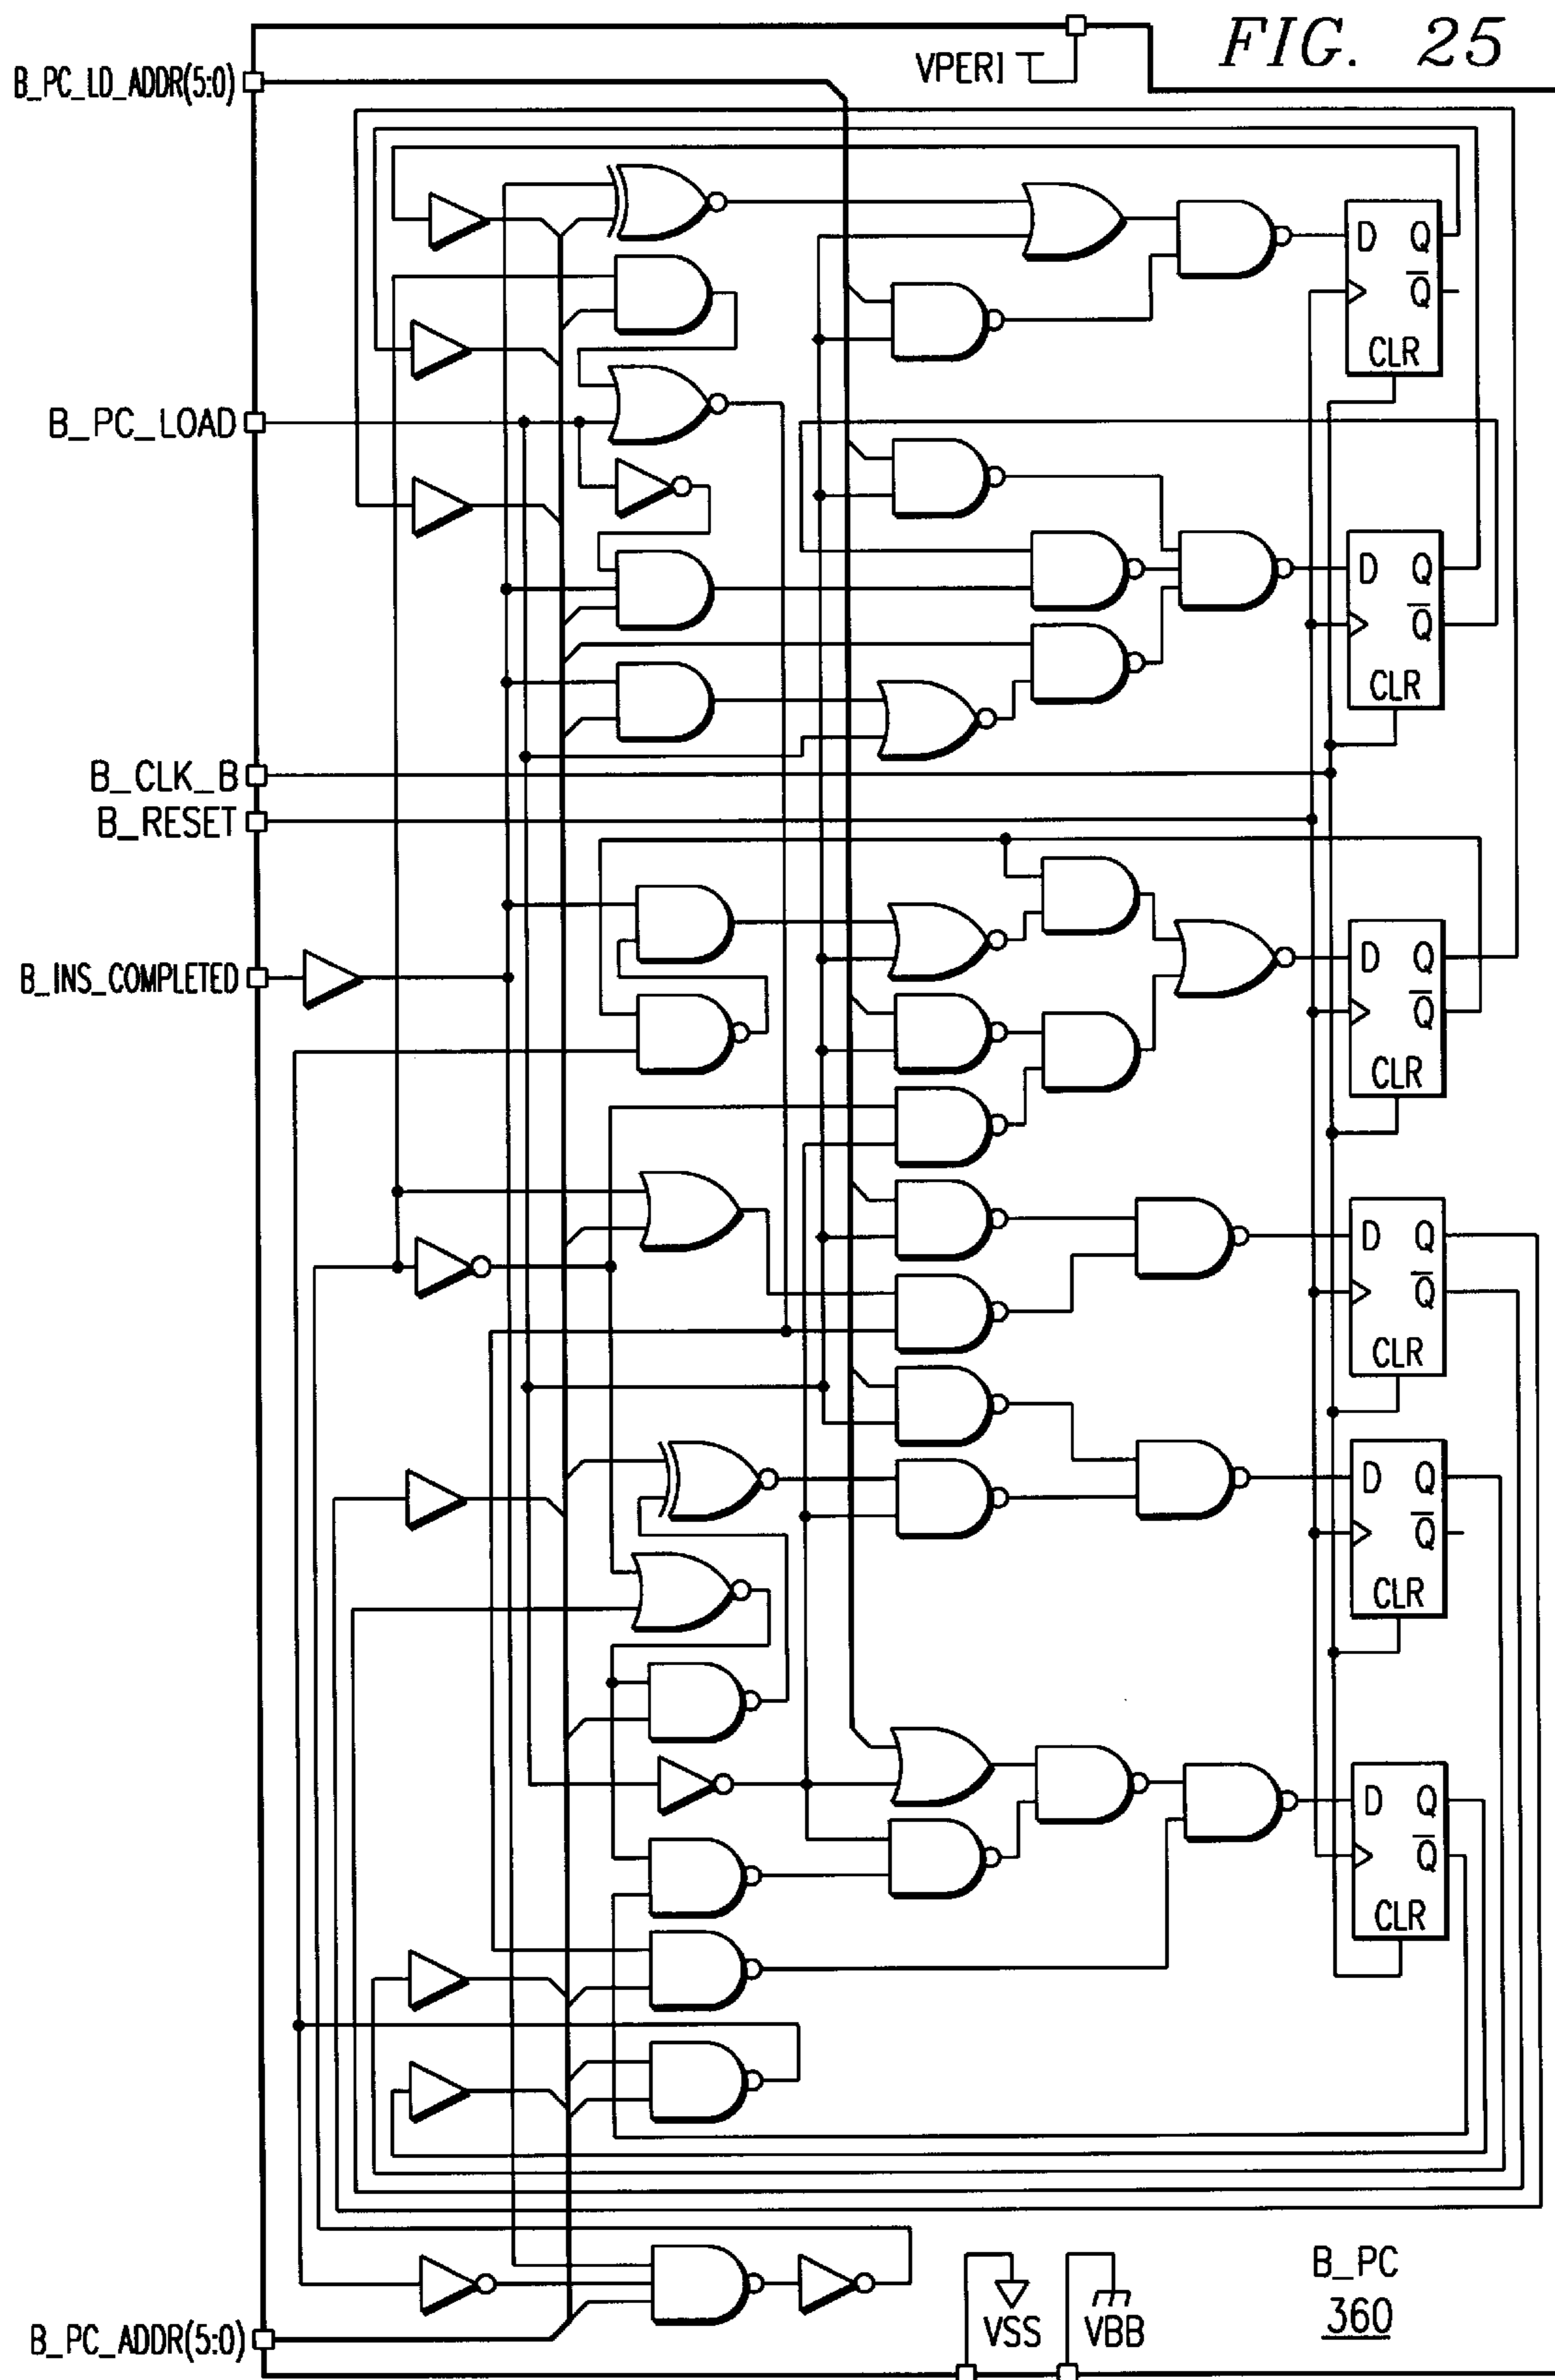 FIG. 25
VPERI
B_PC_LD_ADDR(5:0)
D Q
Q̅
CLR
B_PC_LOAD
D Q
Q̅
CLR
B_CLK_B
B_RESET
B_INS_COMPLETED
D Q
Q̅
CLR
D Q
Q̅
CLR
D Q
Q̅
CLR
D Q
Q̅
CLR
B_PC_ADDR(5:0)
VSS
VBB
B_PC
360